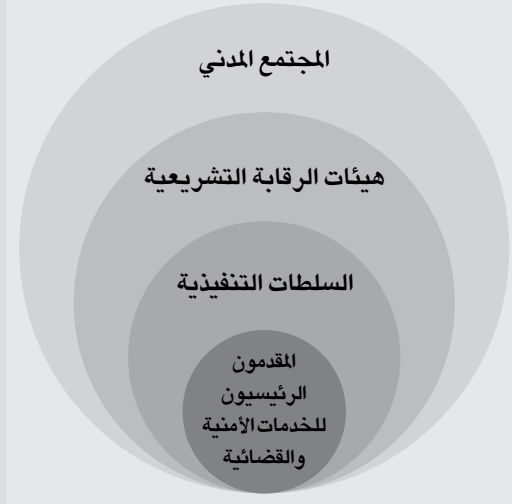 المجتمع المدني
هيئات الرقابة التشريعية
السلطات التنفيذية
المقدمون
الرئيسيون
للخدمات الأمنية
والقضائية